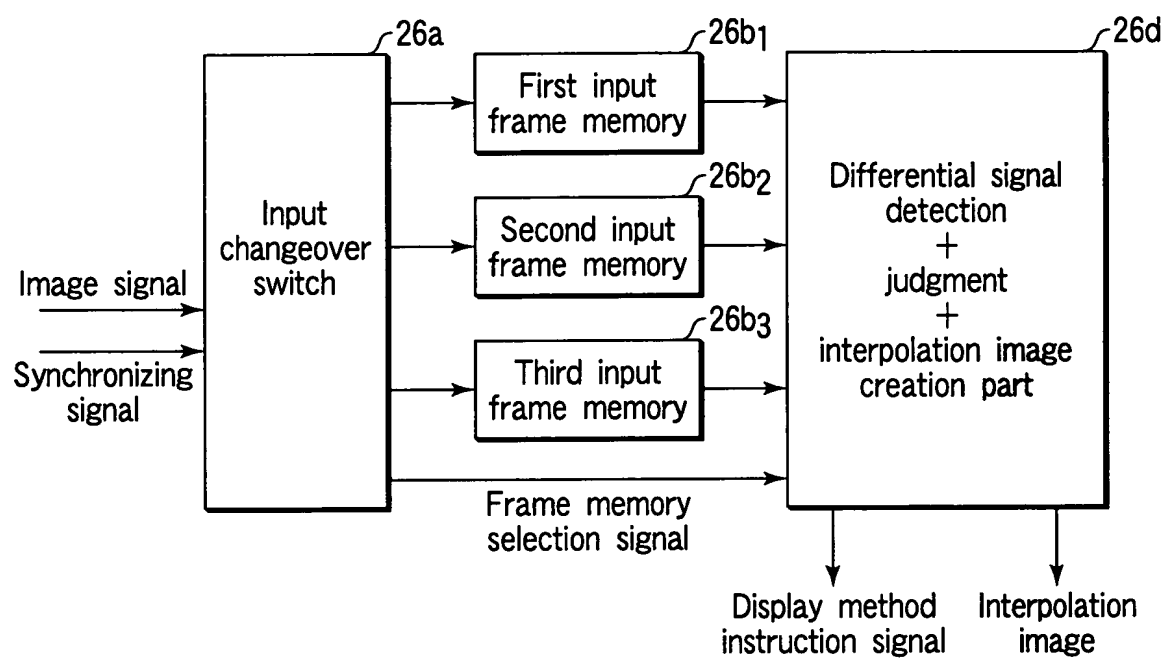 26a
26b1
26d
First input
frame memory
26b2
Differential signal
detection
+
judgment
+
interpolation image
creation part
Input
changeover
switch
Second input
frame memory
Image signal
26b3
Synchronizing
signal
Third input
frame memory
Frame memory
selection signal
Display method
instruction signal
Interpolation
image